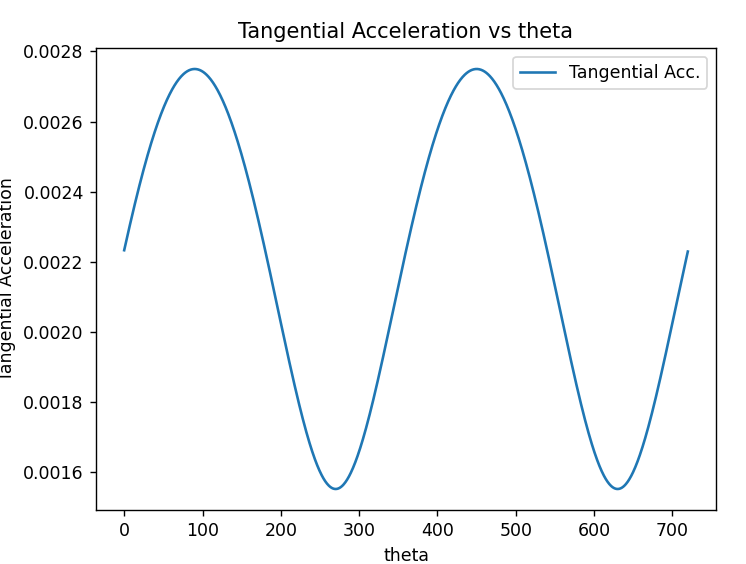 Tangential Acceleration vs theta
Tangential Acc.
Tangential Acceleration
0.0028
0.0026
0.0024
0.0022
0.0020
0.0018
0.0016
0 100 200 300 400 500 600 700
theta